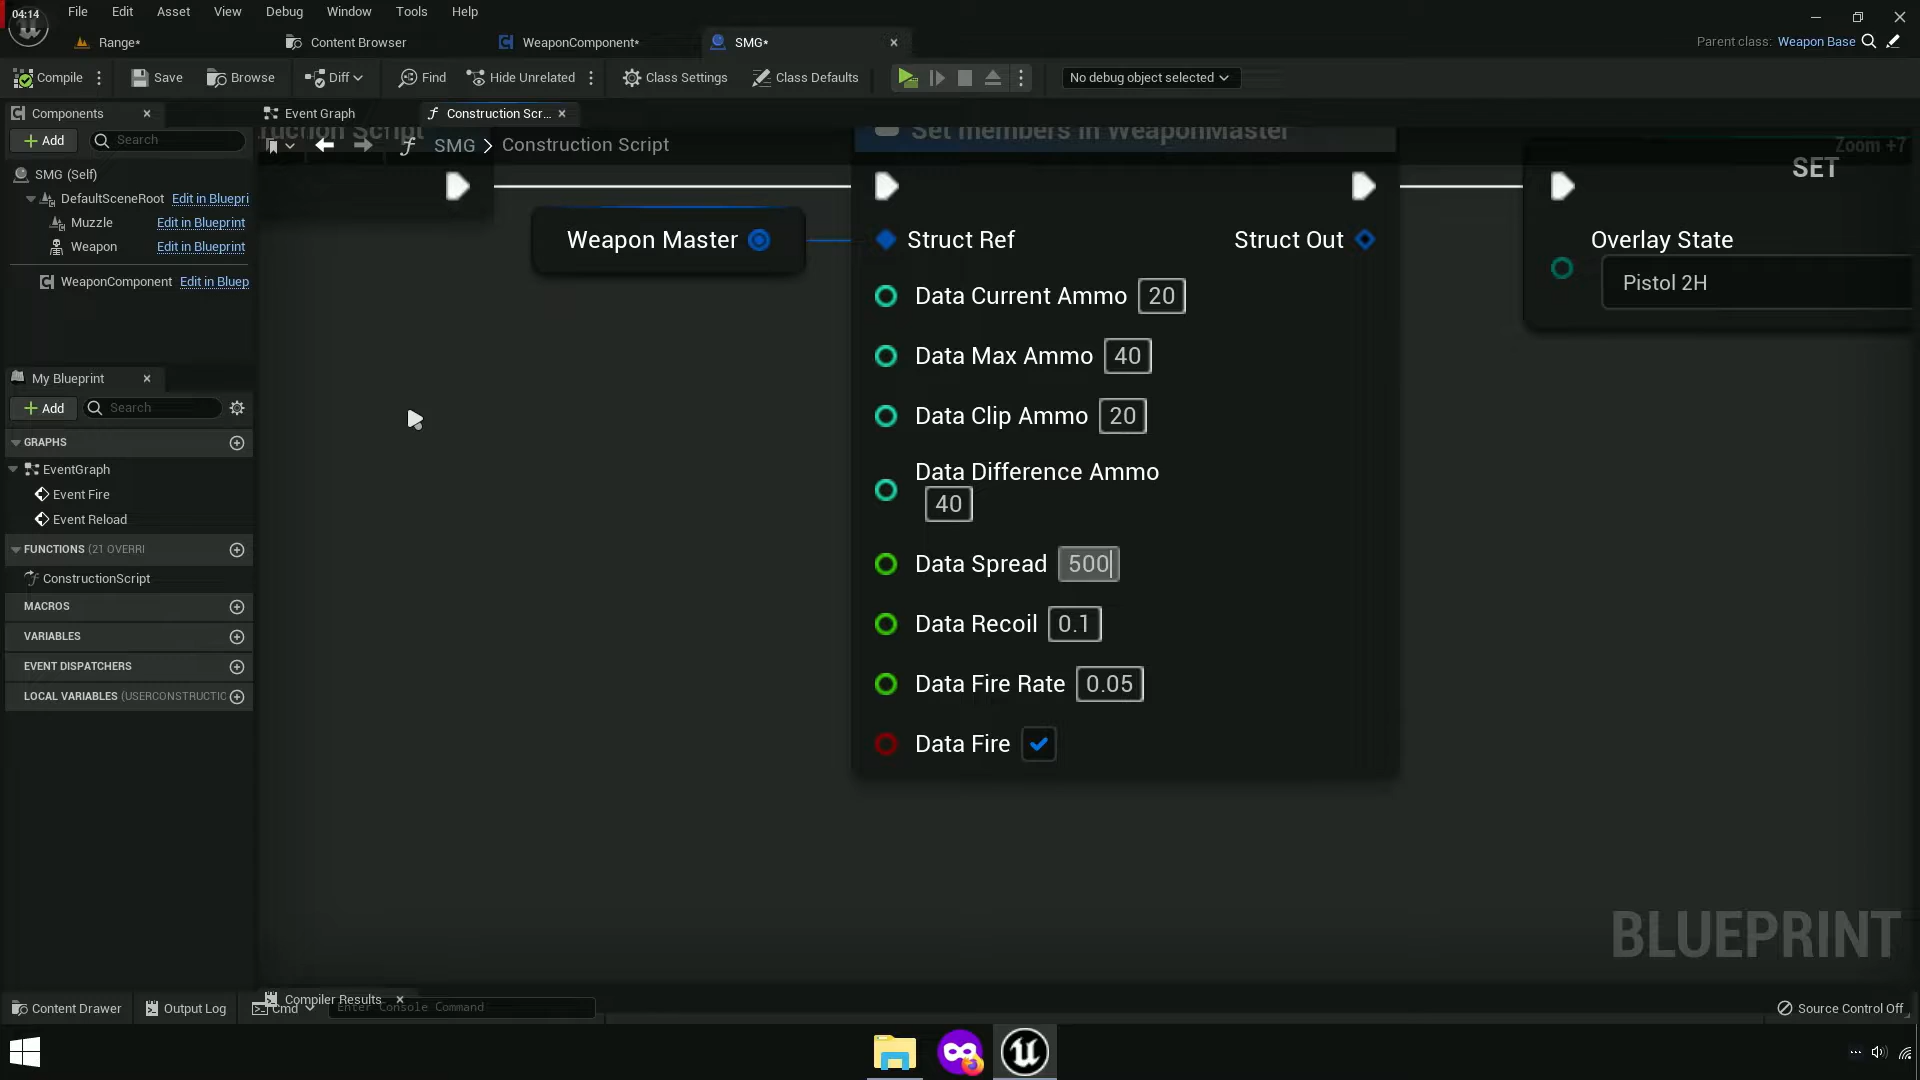 04:14
File Edit Asset View Debug Window Tools Help
Range*
Content Browser
WeaponComponent*
SMG*
Parent class: Weapon Base
Compile
Save
Browse
Diff
Find
Hide Unrelated
Class Settings
Class Defaults
No debug object selected
Components
Event Graph
Construction Scr...
Add
Search
SMG > Construction Script
Zoom +7
SMG (Self)
DefaultSceneRoot Edit in Bluepri
Muzzle Edit in Blueprint
Weapon Edit in Blueprint
WeaponComponent Edit in Bluep
My Blueprint
Add
Search
GRAPHS
EventGraph
Event Fire
Event Reload
FUNCTIONS (21 OVERRI
ConstructionScript
MACROS
VARIABLES
EVENT DISPATCHERS
LOCAL VARIABLES (USERCONSTRUCTIC
ruction Script
Weapon Master
Set members in WeaponMaster
Struct Ref
Struct Out
Data Current Ammo 20
Data Max Ammo 40
Data Clip Ammo 20
Data Difference Ammo
40
Data Spread 500
Data Recoil 0.1
Data Fire Rate 0.05
Data Fire
SET
Overlay State
Pistol 2H
BLUEPRINT
Compiler Results
Content Drawer
Output Log
Cmd
Enter Console Command
Source Control Off